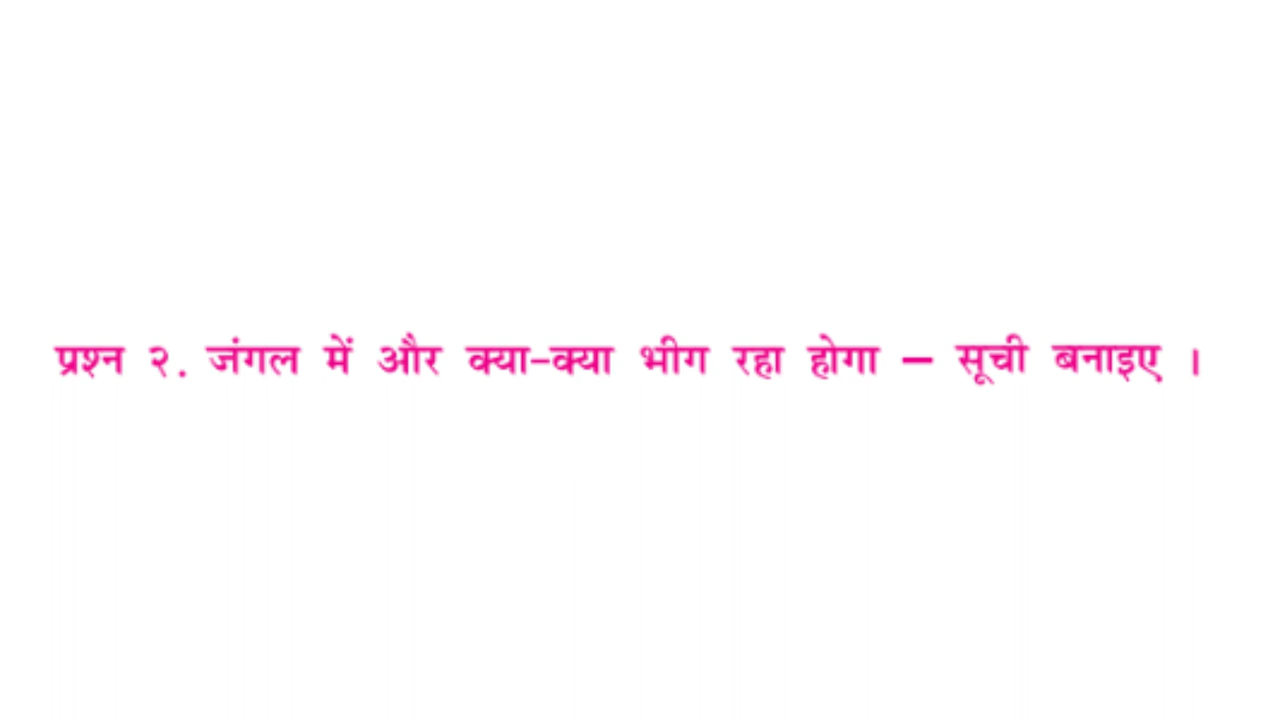 प्रश्न २. जंगल में और क्या-क्या भीग रहा होगा — सूची बनाइए ।